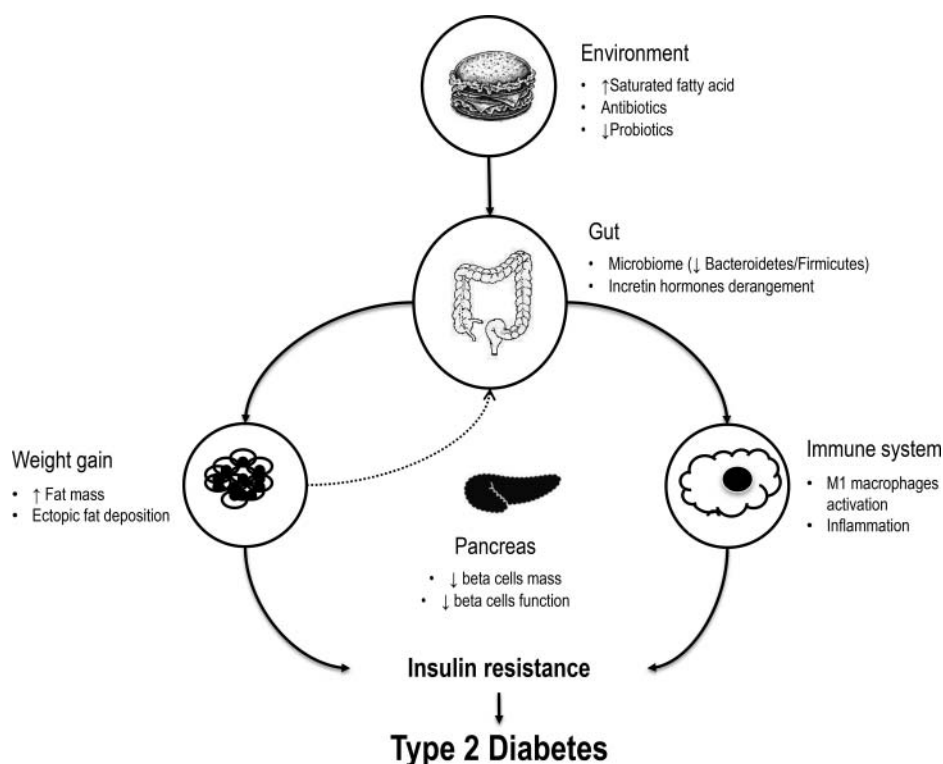 Environment
• ↑Saturated fatty acid
• Antibiotics
• ↓Probiotics
Gut
• Microbiome (↓ Bacteroidetes/Firmicutes)
• Incretin hormones derangement
Weight gain
• ↑ Fat mass
• Ectopic fat deposition
Immune system
• M1 macrophages
activation
• Inflammation
Pancreas
• ↓ beta cells mass
• ↓ beta cells function
Insulin resistance
Type 2 Diabetes